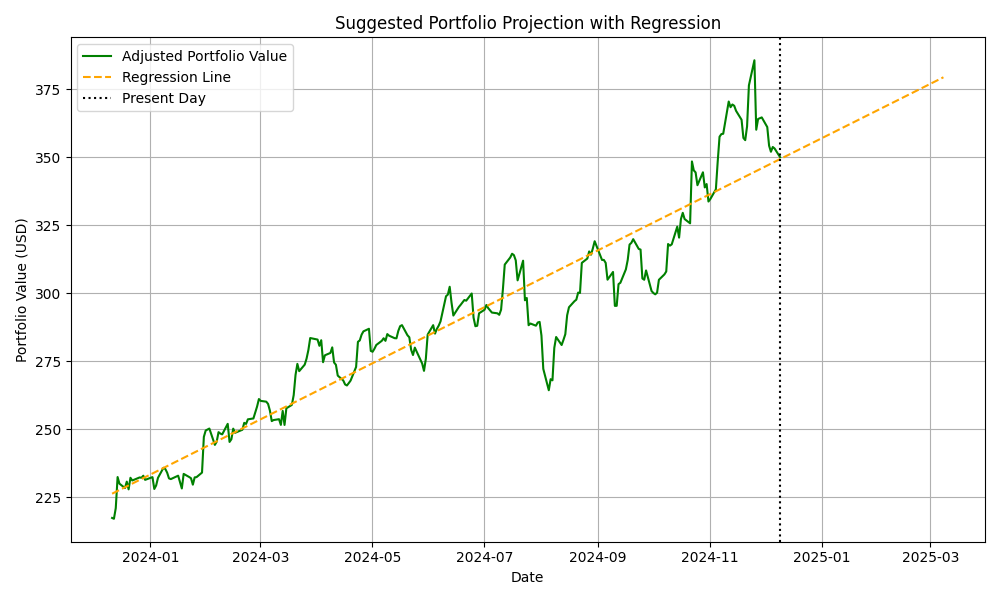 Suggested Portfolio Projection with Regression
Adjusted Portfolio Value
Regression Line
Present Day
Portfolio Value (USD)
375
350
325
300
275
250
225
2024-01
2024-03
2024-05
2024-07
2024-09
2024-11
2025-01
2025-03
Date